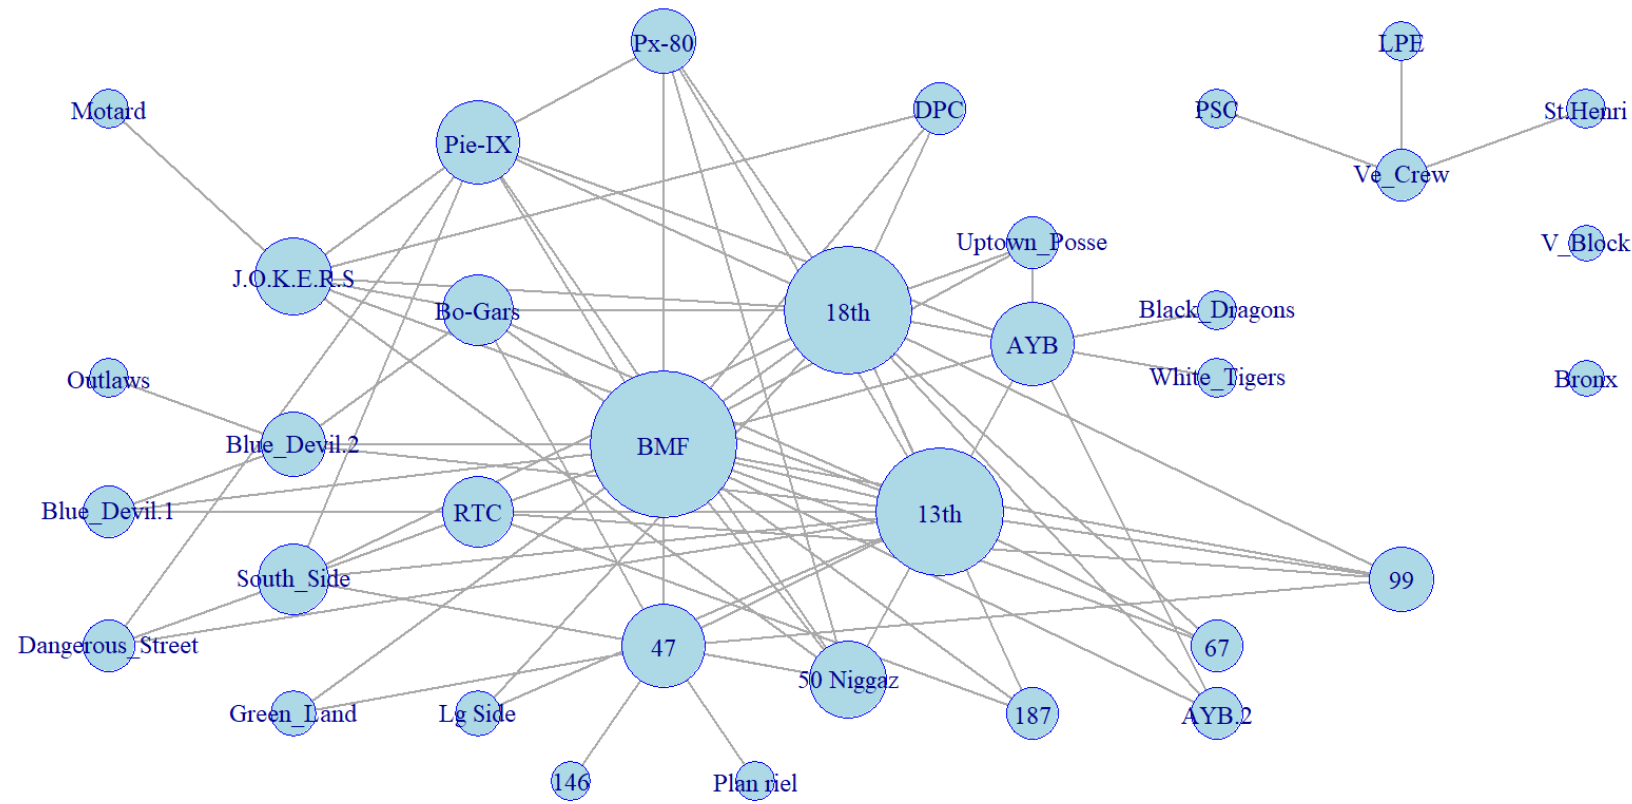 Px-80
LPE
Motard
DPC
PSC
St.Henri
Pie-IX
Ve_Crew
Uptown_Posse
V_Block
J.O.K.E.R.S
Bo-Gars
18th
Black_Dragons
AYB
Outlaws
White_Tigers
Bronx
Blue_Devil.2
BMF
Blue_Devil.1
RTC
13th
South_Side
99
Dangerous_Street
47
67
50 Niggaz
Green_Land
Lg Side
187
AYB.2
146
Plan riel